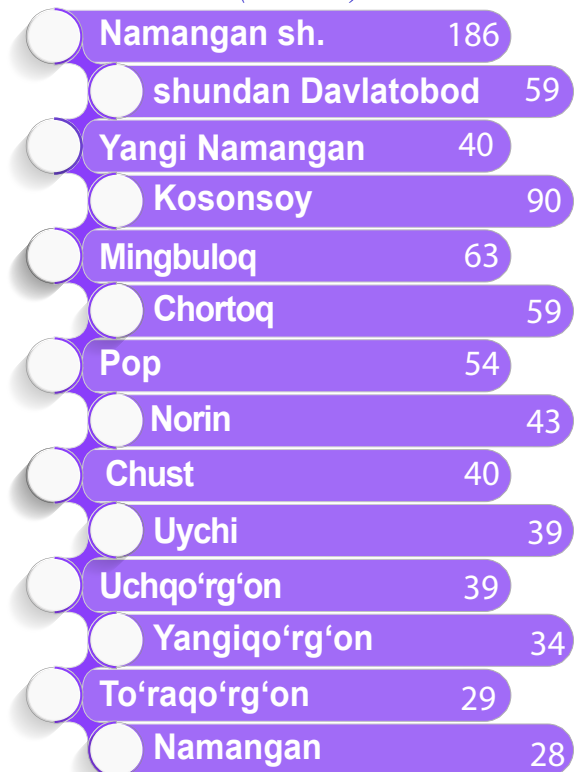 Namangan sh. 186
shundan Davlatobod 59
Yangi Namangan 40
Kosonsoy 90
Mingbuloq 63
Chortoq 59
Pop 54
Norin 43
Chust 40
Uychi 39
Uchqo‘rg‘on 39
Yangiqo‘rg‘on 34
To‘raqo‘rg‘on 29
Namangan 28